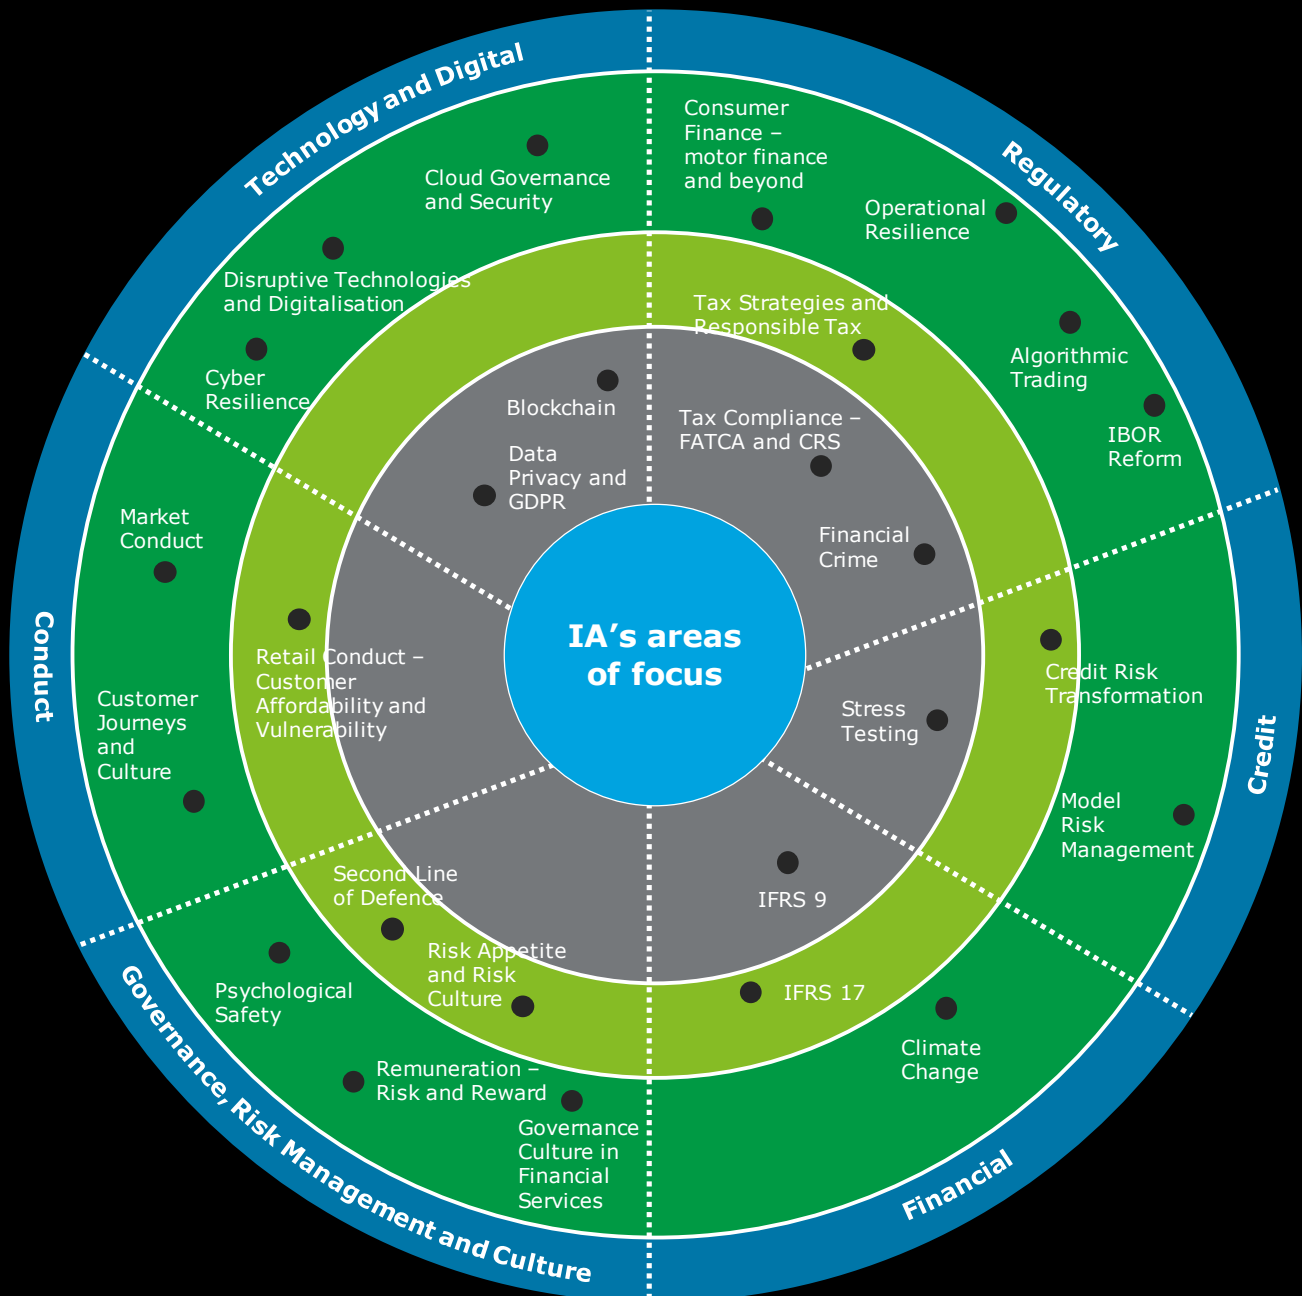 Technology and Digital
Cloud Governance
and Security
Disruptive Technologies
and Digitalisation
Cyber
Resilience
Blockchain
Data
Privacy and
GDPR
Regulatory
Consumer
Finance –
motor finance
and beyond
Operational
Resilience
Tax Strategies and
Responsible Tax
Algorithmic
Trading
IBOR
Reform
Tax Compliance –
FATCA and CRS
Financial
Crime
IA’s areas
of focus
Credit
Credit Risk
Transformation
Stress
Testing
Model
Risk
Management
Financial
IFRS 9
IFRS 17
Climate
Change
Governance, Risk Management and Culture
Second Line
of Defence
Risk Appetite
and Risk
Culture
Psychological
Safety
Remuneration –
Risk and Reward
Governance
Culture in
Financial
Services
Conduct
Market
Conduct
Retail Conduct –
Customer
Affordability and
Vulnerability
Customer
Journeys
and
Culture